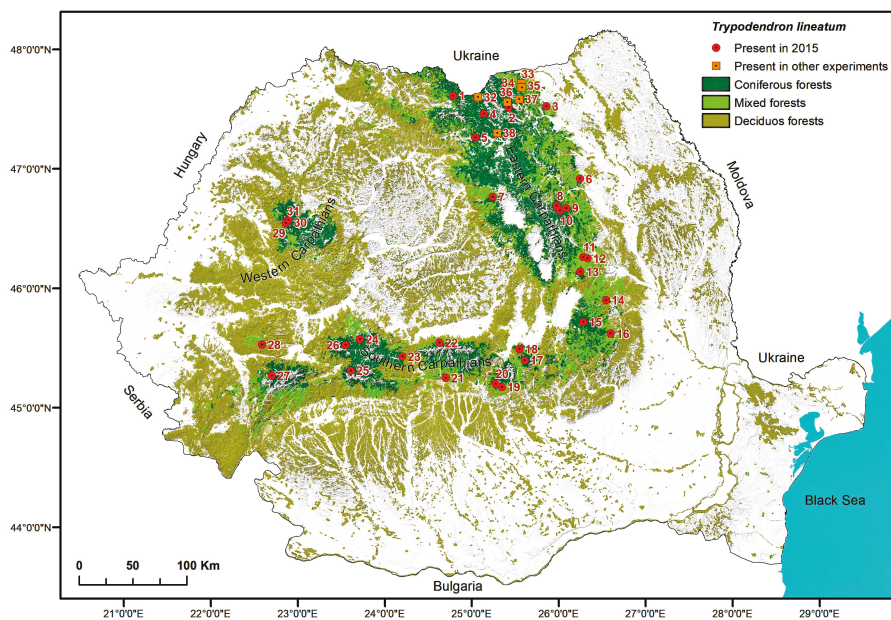 Trypodendron lineatum
Present in 2015
Present in other experiments
Coniferous forests
Mixed forests
Deciduos forests
48°0'0"N
47°0'0"N
46°0'0"N
45°0'0"N
44°0'0"N
Ukraine
Hungary
Moldova
Serbia
Ukraine
Black Sea
Bulgaria
Eastern Carpathians
Western Carpathians
Southern Carpathians
33
34
35
1
32
36
37
4
2
3
5
38
6
7
8
9
10
31
30
29
11
12
13
14
15
16
28
26
24
23
22
18
17
27
25
21
20
19
0
50
100 Km
21°0'0"E
22°0'0"E
23°0'0"E
24°0'0"E
25°0'0"E
26°0'0"E
27°0'0"E
28°0'0"E
29°0'0"E